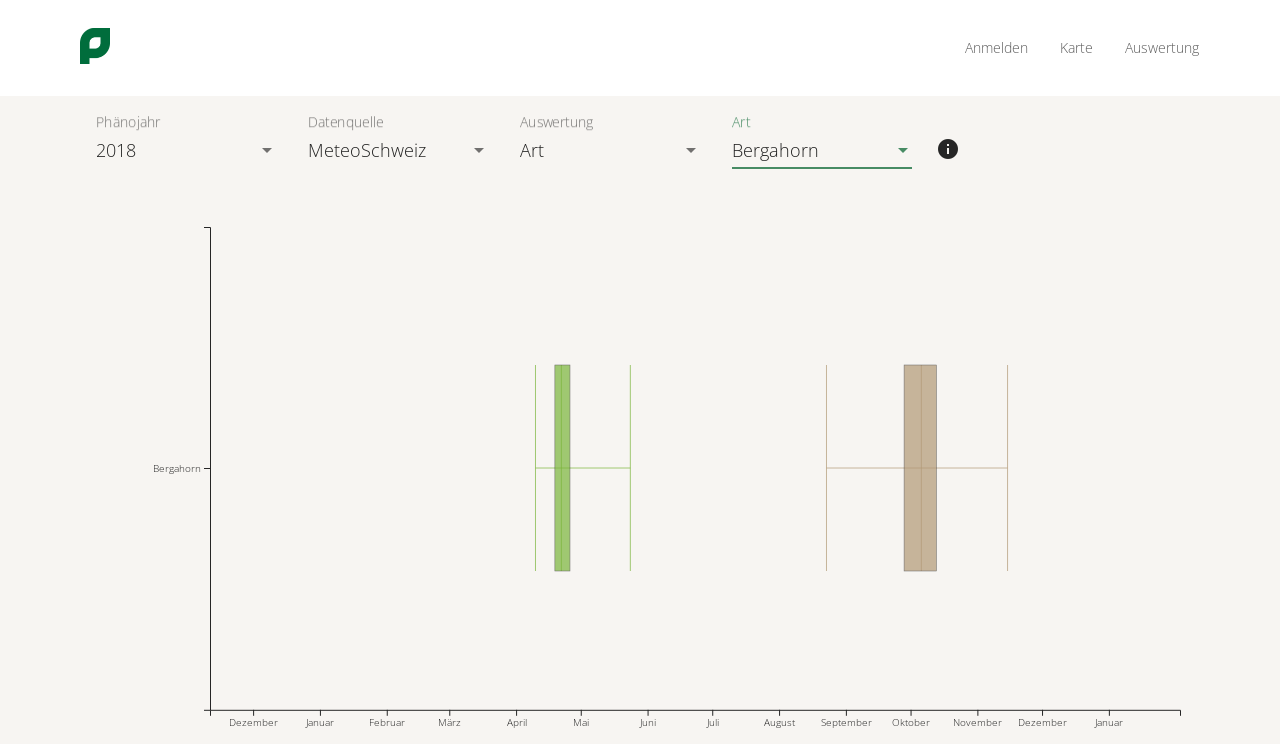 Anmelden Karte Auswertung
Phänojahr Datenquelle Auswertung Art
2018 MeteoSchweiz Art Bergahorn
Bergahorn
Dezember Januar Februar März April Mai Juni Juli August September Oktober November Dezember Januar